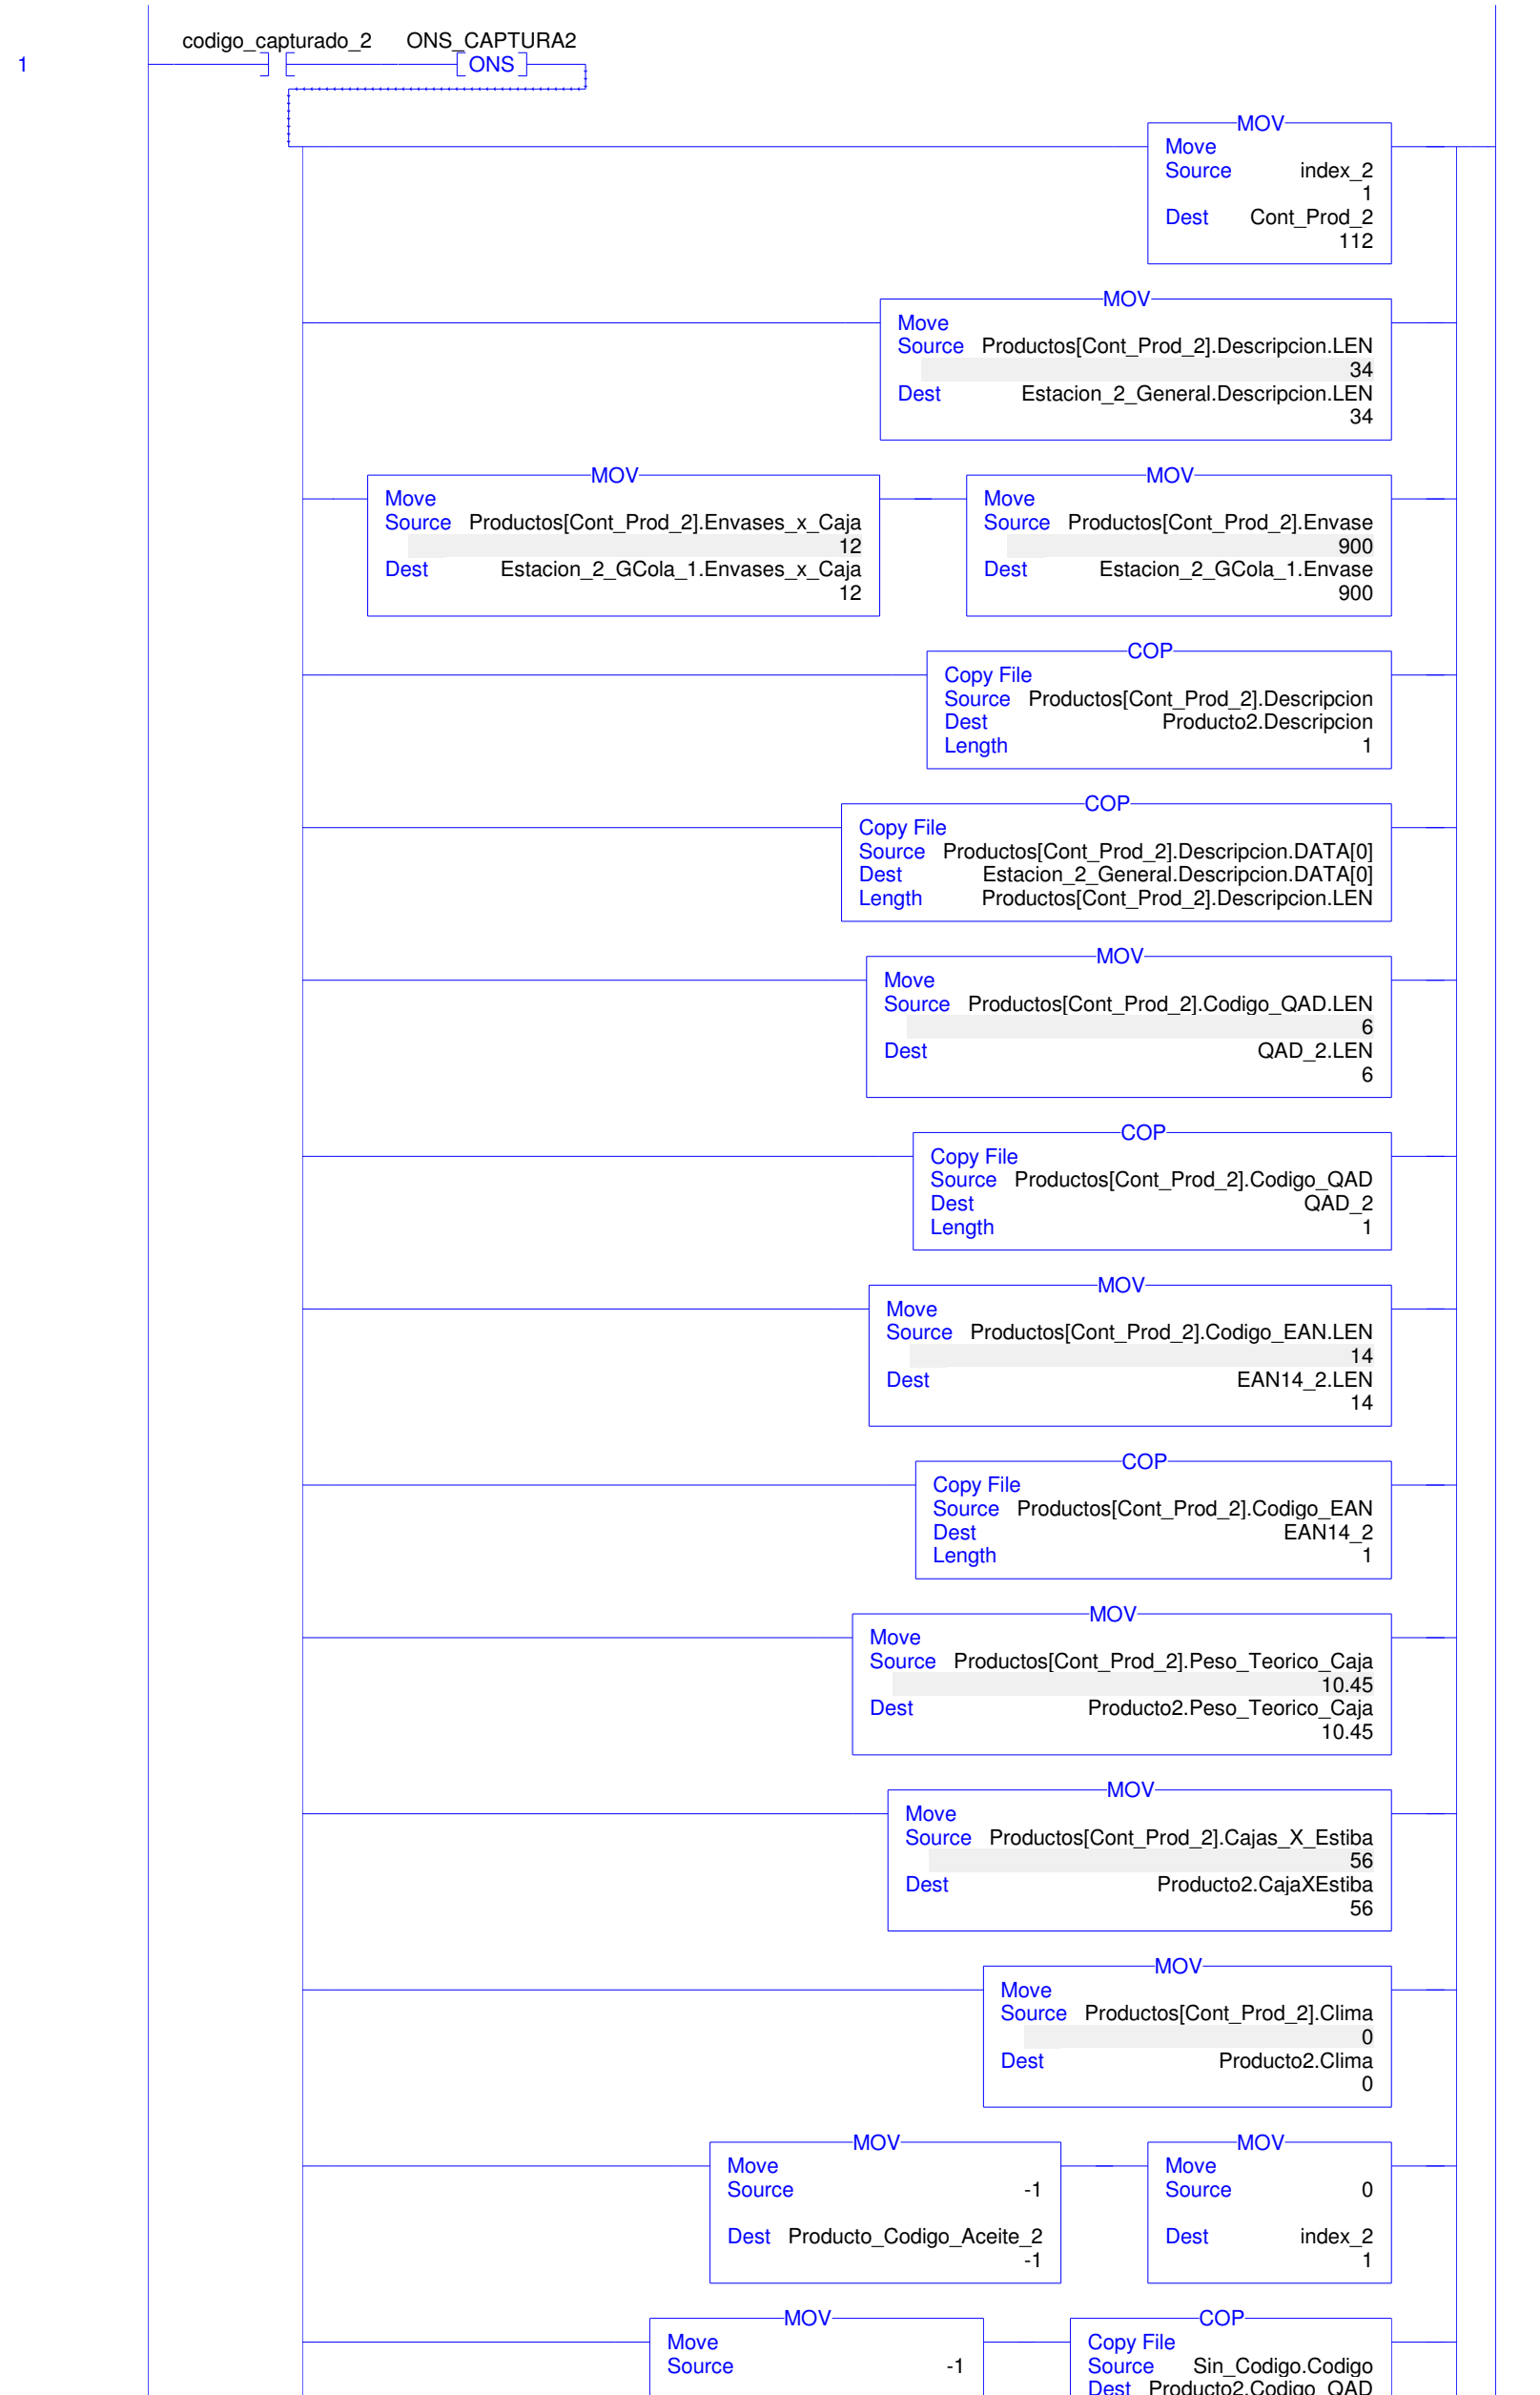 codigo_capturado_2 ONS_CAPTURA2
1 ONS
MOV
Move
Source index_2
1
Dest Cont_Prod_2
112
MOV
Move
Source Productos[Cont_Prod_2].Descripcion.LEN
34
Dest Estacion_2_General.Descripcion.LEN
34
MOV
Move
Source Productos[Cont_Prod_2].Envases_x_Caja
12
Dest Estacion_2_GCola_1.Envases_x_Caja
12
MOV
Move
Source Productos[Cont_Prod_2].Envase
900
Dest Estacion_2_GCola_1.Envase
900
COP
Copy File
Source Productos[Cont_Prod_2].Descripcion
Dest Producto2.Descripcion
Length 1
COP
Copy File
Source Productos[Cont_Prod_2].Descripcion.DATA[0]
Dest Estacion_2_General.Descripcion.DATA[0]
Length Productos[Cont_Prod_2].Descripcion.LEN
MOV
Move
Source Productos[Cont_Prod_2].Codigo_QAD.LEN
6
Dest QAD_2.LEN
6
COP
Copy File
Source Productos[Cont_Prod_2].Codigo_QAD
Dest QAD_2
Length 1
MOV
Move
Source Productos[Cont_Prod_2].Codigo_EAN.LEN
14
Dest EAN14_2.LEN
14
COP
Copy File
Source Productos[Cont_Prod_2].Codigo_EAN
Dest EAN14_2
Length 1
MOV
Move
Source Productos[Cont_Prod_2].Peso_Teorico_Caja
10.45
Dest Producto2.Peso_Teorico_Caja
10.45
MOV
Move
Source Productos[Cont_Prod_2].Cajas_X_Estiba
56
Dest Producto2.CajaXEstiba
56
MOV
Move
Source Productos[Cont_Prod_2].Clima
0
Dest Producto2.Clima
0
MOV
Move
Source -1
Dest Producto_Codigo_Aceite_2
-1
MOV
Move
Source 0
Dest index_2
1
MOV
Move
Source -1
COP
Copy File
Source Sin_Codigo.Codigo
Dest Producto2.Codigo_QAD